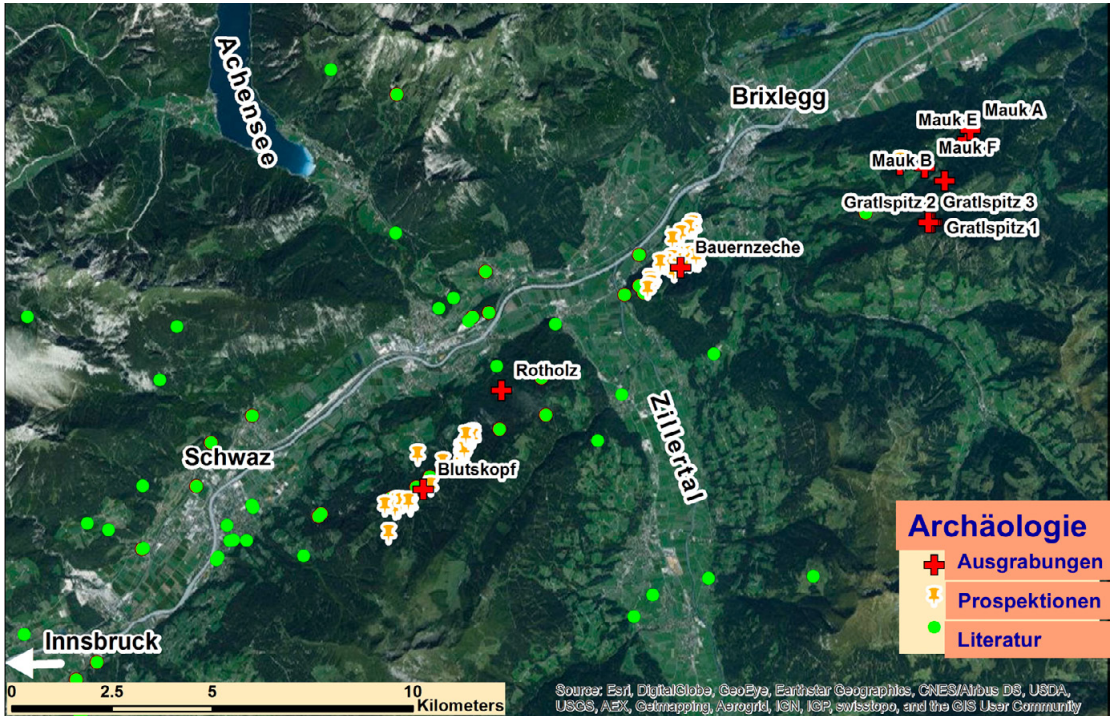 Achensee
Brixlegg
Mauk A
Mauk E
Mauk F
Mauk B
Gratlspitz 2
Gratlspitz 3
Gratlspitz 1
Bauernzeche
Rotholz
Zillertal
Schwaz
Blutskopf
Innsbruck
Archäologie
Ausgrabungen
Prospektionen
Literatur
0 2.5 5 10
Kilometers
Source: Esri, DigitalGlobe, GeoEye, Earthstar Geographics, CNES/Airbus DS, USDA,
USGS, AEX, Getmapping, Aerogrid, IGN, IGP, swisstopo, and the GIS User Community